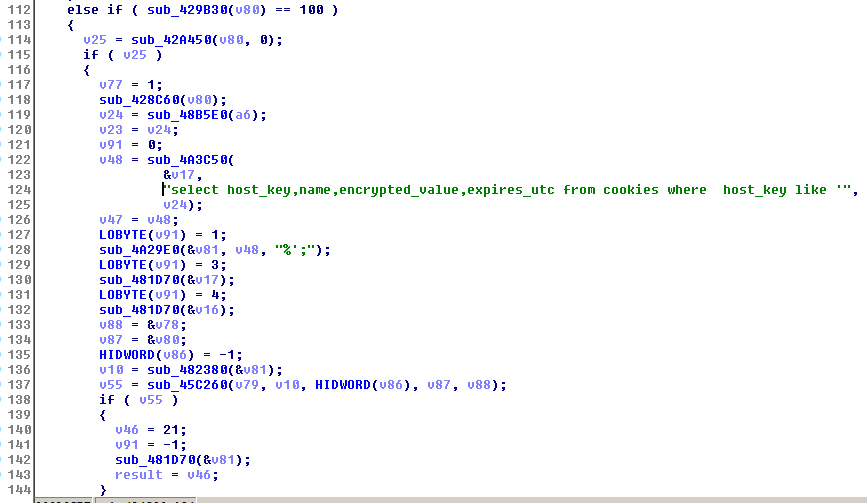 112 else if ( sub_429B30(v80) == 100 )
113 {
114 v25 = sub_42A450(v80, 0);
115 if ( v25 )
116 {
117 v77 = 1;
118 sub_428C60(v80);
119 v24 = sub_48B5E0(a6);
120 v23 = v24;
121 v91 = 0;
122 v48 = sub_4A3C50(
123 &v17,
124 "select host_key,name,encrypted_value,expires_utc from cookies where  host_key like '",
125 v24);
126 v47 = v48;
127 LOBYTE(v91) = 1;
128 sub_4A29E0(&v81, v48, "%';");
129 LOBYTE(v91) = 3;
130 sub_481D70(&v17);
131 LOBYTE(v91) = 4;
132 sub_481D70(&v16);
133 v88 = &v78;
134 v87 = &v80;
135 HIDWORD(v86) = -1;
136 v10 = sub_482380(&v81);
137 v55 = sub_45C260(v79, v10, HIDWORD(v86), v87, v88);
138 if ( v55 )
139 {
140 v46 = 21;
141 v91 = -1;
142 sub_481D70(&v81);
143 result = v46;
144 }